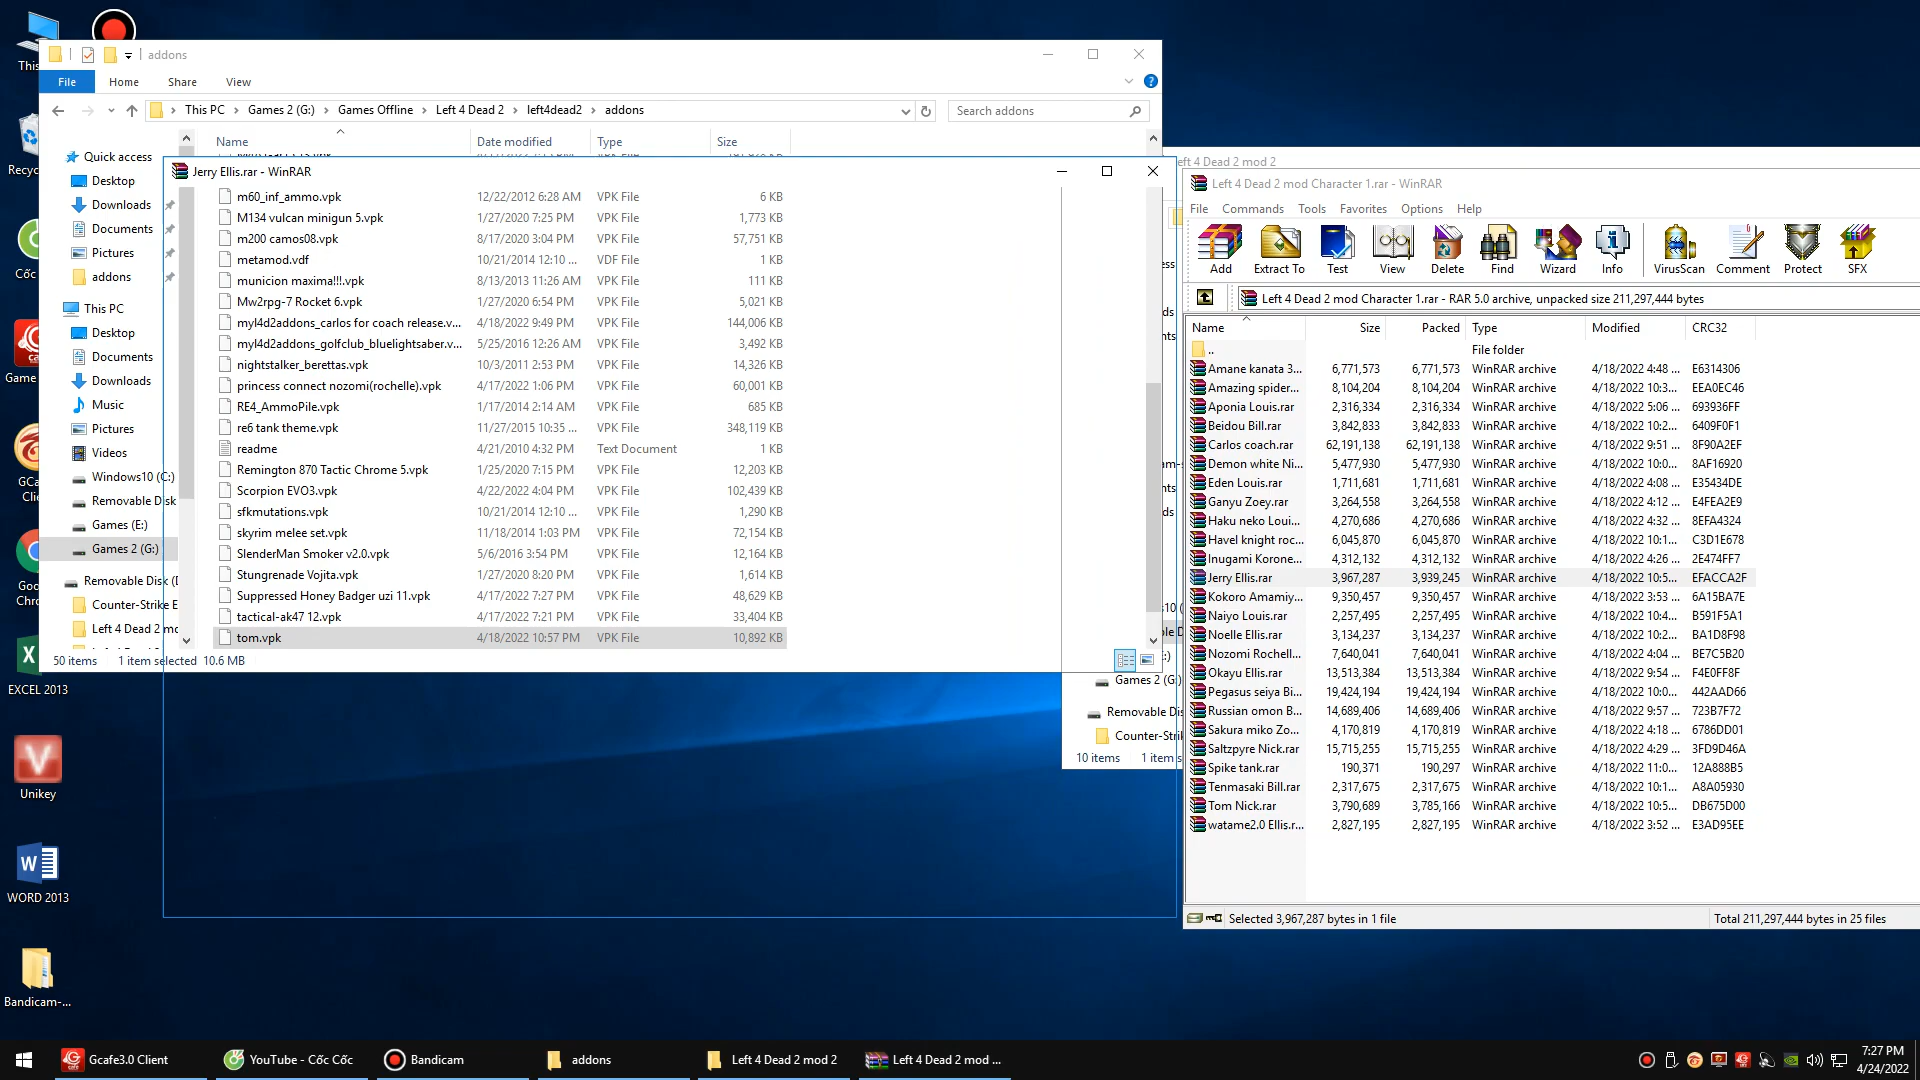 This
Recyc
Cốc
Game
GCa
Clie
Goo
Chro
EXCEL 2013
Unikey
WORD 2013
Bandicam-...
addons
File
Home
Share
View
This PC
Games 2 (G:)
Games Offline
Left 4 Dead 2
left4dead2
addons
Search addons
Name
Date modified
Type
Size
Quick access
Desktop
Downloads
Documents
Pictures
addons
This PC
Desktop
Documents
Downloads
Music
Pictures
Videos
Windows10 (C:)
Removable Disk
Games (E:)
Games 2 (G:)
Removable Disk (D
Counter-Strike E
Left 4 Dead 2 mo
50 items 1 item selected 10.6 MB
Jerry Ellis.rar - WinRAR
m60_inf_ammo.vpk 12/22/2012 6:28 AM VPK File 6 KB
M134 vulcan minigun 5.vpk 1/27/2020 7:25 PM VPK File 1,773 KB
m200 camos08.vpk 8/17/2020 3:04 PM VPK File 57,751 KB
metamod.vdf 10/21/2014 12:10 ... VDF File 1 KB
municion maxima!!!.vpk 8/13/2013 11:26 AM VPK File 111 KB
Mw2rpg-7 Rocket 6.vpk 1/27/2020 6:54 PM VPK File 5,021 KB
myl4d2addons_carlos for coach release.v... 4/18/2022 9:49 PM VPK File 144,006 KB
myl4d2addons_golfclub_bluelightsaber.v... 5/25/2016 12:26 AM VPK File 3,492 KB
nightstalker_berettas.vpk 10/3/2011 2:53 PM VPK File 14,326 KB
princess connect nozomi(rochelle).vpk 4/17/2022 1:06 PM VPK File 60,001 KB
RE4_AmmoPile.vpk 1/17/2014 2:14 AM VPK File 685 KB
re6 tank theme.vpk 11/27/2015 10:35 ... VPK File 348,119 KB
readme 4/21/2010 4:32 PM Text Document 1 KB
Remington 870 Tactic Chrome 5.vpk 1/25/2020 7:15 PM VPK File 12,203 KB
Scorpion EVO3.vpk 4/22/2022 4:04 PM VPK File 102,439 KB
sfkmutations.vpk 10/21/2014 12:10 ... VPK File 1,290 KB
skyrim melee set.vpk 11/18/2014 1:03 PM VPK File 72,154 KB
SlenderMan Smoker v2.0.vpk 5/6/2016 3:54 PM VPK File 12,164 KB
Stungrenade Vojita.vpk 1/27/2020 8:20 PM VPK File 1,614 KB
Suppressed Honey Badger uzi 11.vpk 4/17/2022 7:27 PM VPK File 48,629 KB
tactical-ak47 12.vpk 4/17/2022 7:21 PM VPK File 33,404 KB
tom.vpk 4/18/2022 10:57 PM VPK File 10,892 KB
eft 4 Dead 2 mod 2
Games 2 (G:)
Removable Dis
Counter-Strik
10 items 1 item s
Left 4 Dead 2 mod Character 1.rar - WinRAR
File Commands Tools Favorites Options Help
Add Extract To Test View Delete Find Wizard Info VirusScan Comment Protect SFX
Left 4 Dead 2 mod Character 1.rar - RAR 5.0 archive, unpacked size 211,297,444 bytes
Name Size Packed Type Modified CRC32
.. File folder
Amane kanata 3... 6,771,573 6,771,573 WinRAR archive 4/18/2022 4:48 ... E6314306
Amazing spider... 8,104,204 8,104,204 WinRAR archive 4/18/2022 10:3... EEA0EC46
Aponia Louis.rar 2,316,334 2,316,334 WinRAR archive 4/18/2022 5:06 ... 693936FF
Beidou Bill.rar 3,842,833 3,842,833 WinRAR archive 4/18/2022 10:2... 6409F0F1
Carlos coach.rar 62,191,138 62,191,138 WinRAR archive 4/18/2022 9:51 ... 8F90A2EF
Demon white Ni... 5,477,930 5,477,930 WinRAR archive 4/18/2022 10:0... 8AF16920
Eden Louis.rar 1,711,681 1,711,681 WinRAR archive 4/18/2022 4:08 ... E35434DE
Ganyu Zoey.rar 3,264,558 3,264,558 WinRAR archive 4/18/2022 4:12 ... E4FEA2E9
Haku neko Loui... 4,270,686 4,270,686 WinRAR archive 4/18/2022 4:32 ... 8EFA4324
Havel knight roc... 6,045,870 6,045,870 WinRAR archive 4/18/2022 10:1... C3D1E678
Inugami Korone... 4,312,132 4,312,132 WinRAR archive 4/18/2022 4:26 ... 2E474FF7
Jerry Ellis.rar 3,967,287 3,939,245 WinRAR archive 4/18/2022 10:5... EFACCA2F
Kokoro Amamiy... 9,350,457 9,350,457 WinRAR archive 4/18/2022 3:53 ... 6A15BA7E
Naiyo Louis.rar 2,257,495 2,257,495 WinRAR archive 4/18/2022 10:4... B591F5A1
Noelle Ellis.rar 3,134,237 3,134,237 WinRAR archive 4/18/2022 10:2... BA1D8F98
Nozomi Rochell... 7,640,041 7,640,041 WinRAR archive 4/18/2022 4:04 ... BE7C5B20
Okayu Ellis.rar 13,513,384 13,513,384 WinRAR archive 4/18/2022 9:54 ... F4E0FF8F
Pegasus seiya Bi... 19,424,194 19,424,194 WinRAR archive 4/18/2022 10:0... 442AAD66
Russian omon B... 14,689,406 14,689,406 WinRAR archive 4/18/2022 9:57 ... 723B7F72
Sakura miko Zo... 4,170,819 4,170,819 WinRAR archive 4/18/2022 4:18 ... 6786DD01
Saltzpyre Nick.rar 15,715,255 15,715,255 WinRAR archive 4/18/2022 4:29 ... 3FD9D46A
Spike tank.rar 190,371 190,297 WinRAR archive 4/18/2022 11:0... 12A888B5
Tenmasaki Bill.rar 2,317,675 2,317,675 WinRAR archive 4/18/2022 10:1... A8A05930
Tom Nick.rar 3,790,689 3,785,166 WinRAR archive 4/18/2022 10:5... DB675D00
watame2.0 Ellis.r... 2,827,195 2,827,195 WinRAR archive 4/18/2022 3:52 ... E3AD95EE
Selected 3,967,287 bytes in 1 file
Total 211,297,444 bytes in 25 files
Gcafe3.0 Client
YouTube - Cốc Cốc
Bandicam
addons
Left 4 Dead 2 mod 2
Left 4 Dead 2 mod ...
7:27 PM
4/24/2022